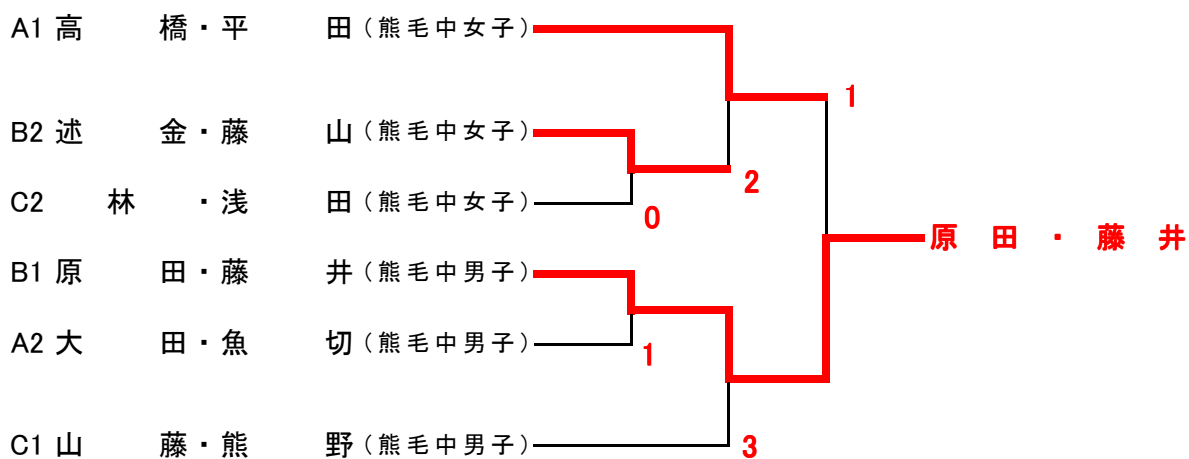 A1 高 橋・平 田(熊毛中女子)
1
B2 述 金・藤 山(熊毛中女子)
2
C2 林 ・浅 田(熊毛中女子)
0
原 田 ・ 藤 井
B1 原 田・藤 井(熊毛中男子)
A2 大 田・魚 切(熊毛中男子)
1
C1 山 藤・熊 野(熊毛中男子)
3